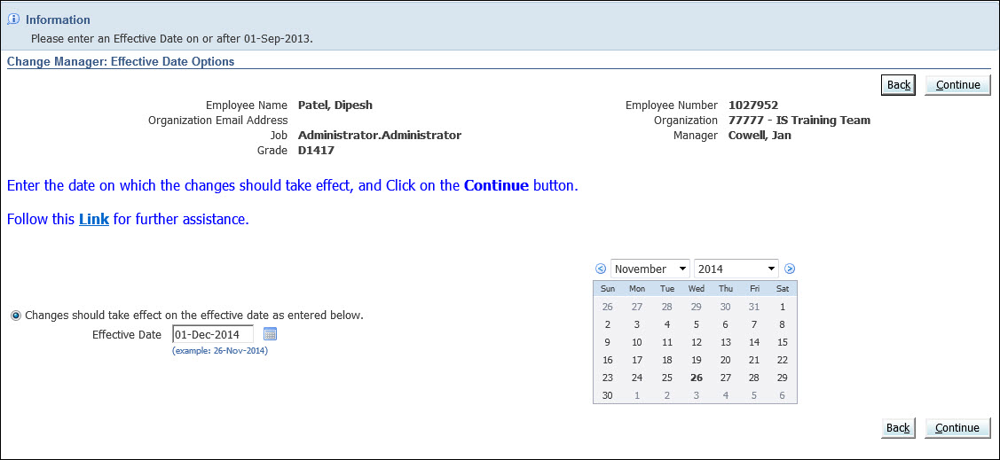 Information
Please enter an Effective Date on or after 01-Sep-2013.
Change Manager: Effective Date Options
Back Continue
Employee Name Patel, Dipesh Employee Number 1027952
Organization Email Address Organization 77777 - IS Training Team
Job Administrator.Administrator Manager Cowell, Jan
Grade D1417
Enter the date on which the changes should take effect, and Click on the Continue button.
Follow this Link for further assistance.
November 2014
Sun Mon Tue Wed Thu Fri Sat
26 27 28 29 30 31 1
2 3 4 5 6 7 8
9 10 11 12 13 14 15
16 17 18 19 20 21 22
23 24 25 26 27 28 29
30 1 2 3 4 5 6
Changes should take effect on the effective date as entered below.
Effective Date 01-Dec-2014
(example: 26-Nov-2014)
Back Continue